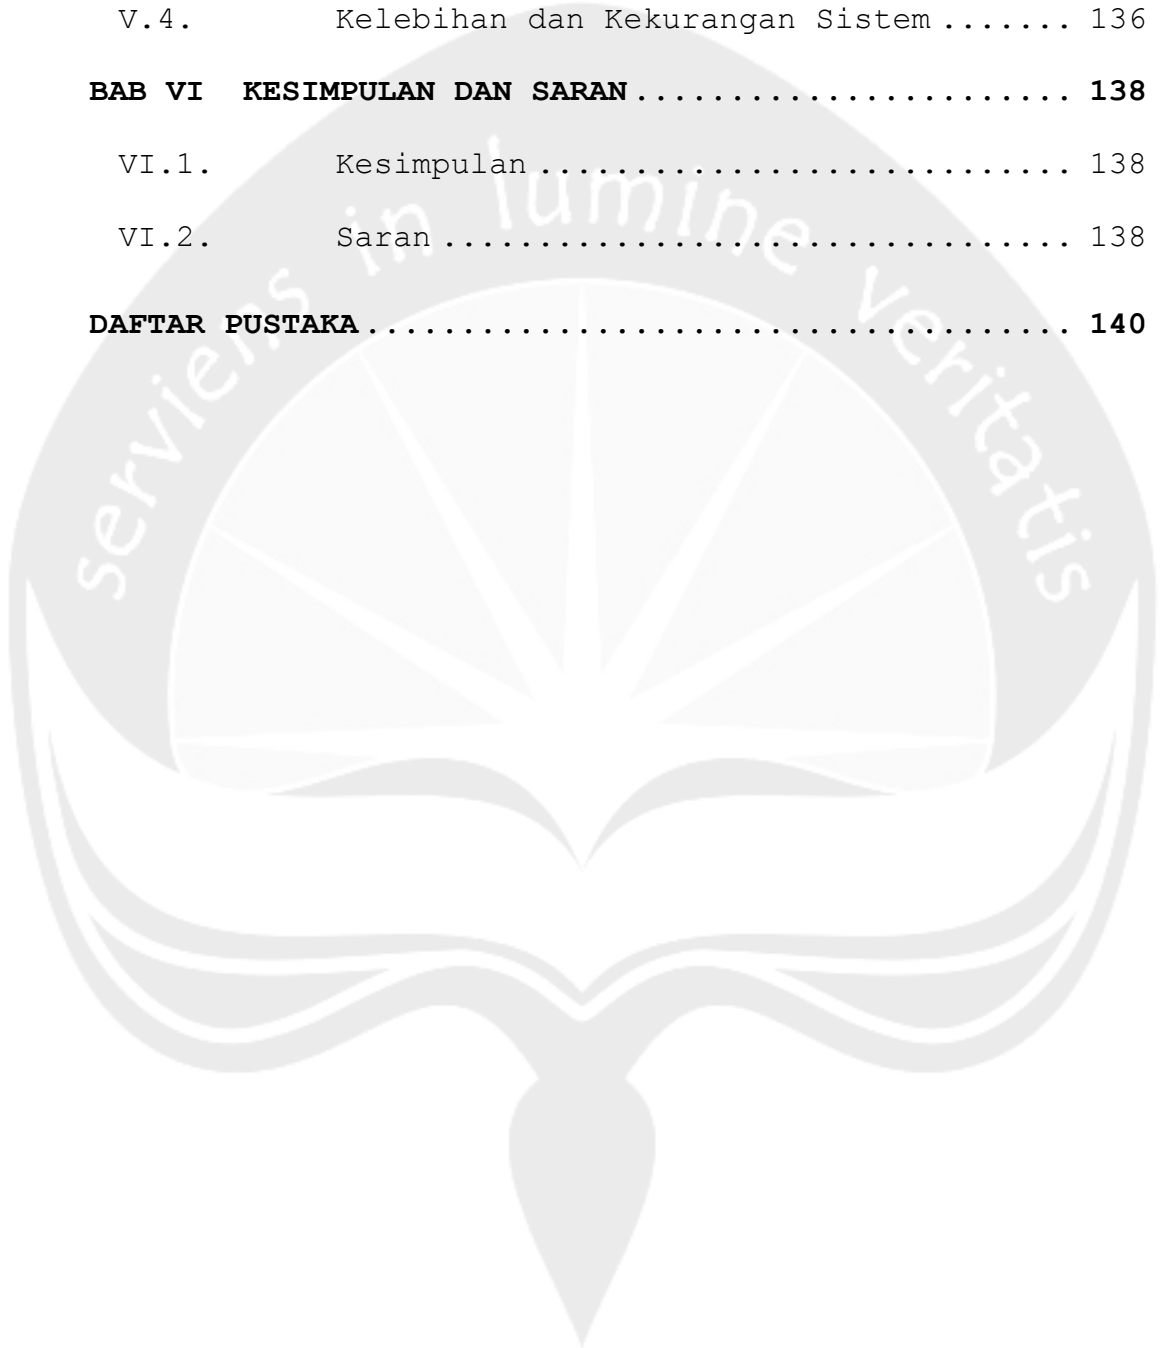 V.4. Kelebihan dan Kekurangan Sistem ....... 136
BAB VI KESIMPULAN DAN SARAN ....................... 138
VI.1. Kesimpulan ............................ 138
VI.2. Saran ................................. 138
DAFTAR PUSTAKA ..................................... 140
serviens in lumine veritatis